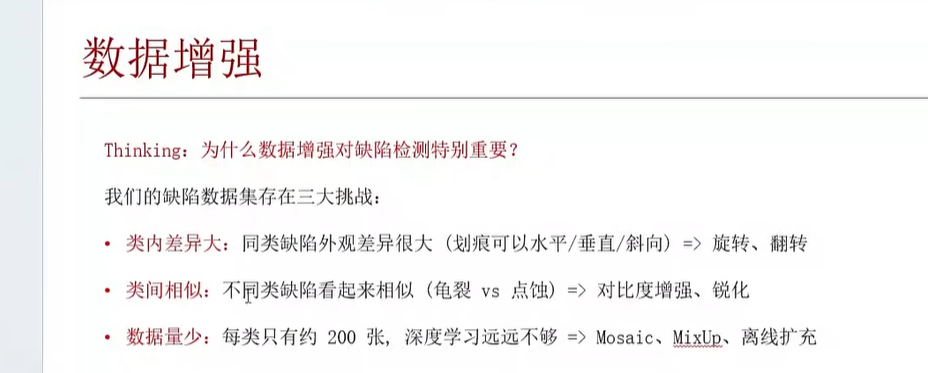 数据增强
Thinking: 为什么数据增强对缺陷检测特别重要?
我们的缺陷数据集存在三大挑战:
• 类内差异大: 同类缺陷外观差异很大 (划痕可以水平/垂直/斜向) => 旋转、翻转
• 类间相似: 不同类缺陷看起来相似 (龟裂 vs 点蚀) => 对比度增强、锐化
• 数据量少: 每类只有约 200 张, 深度学习远远不够 => Mosaic、MixUp、离线扩充